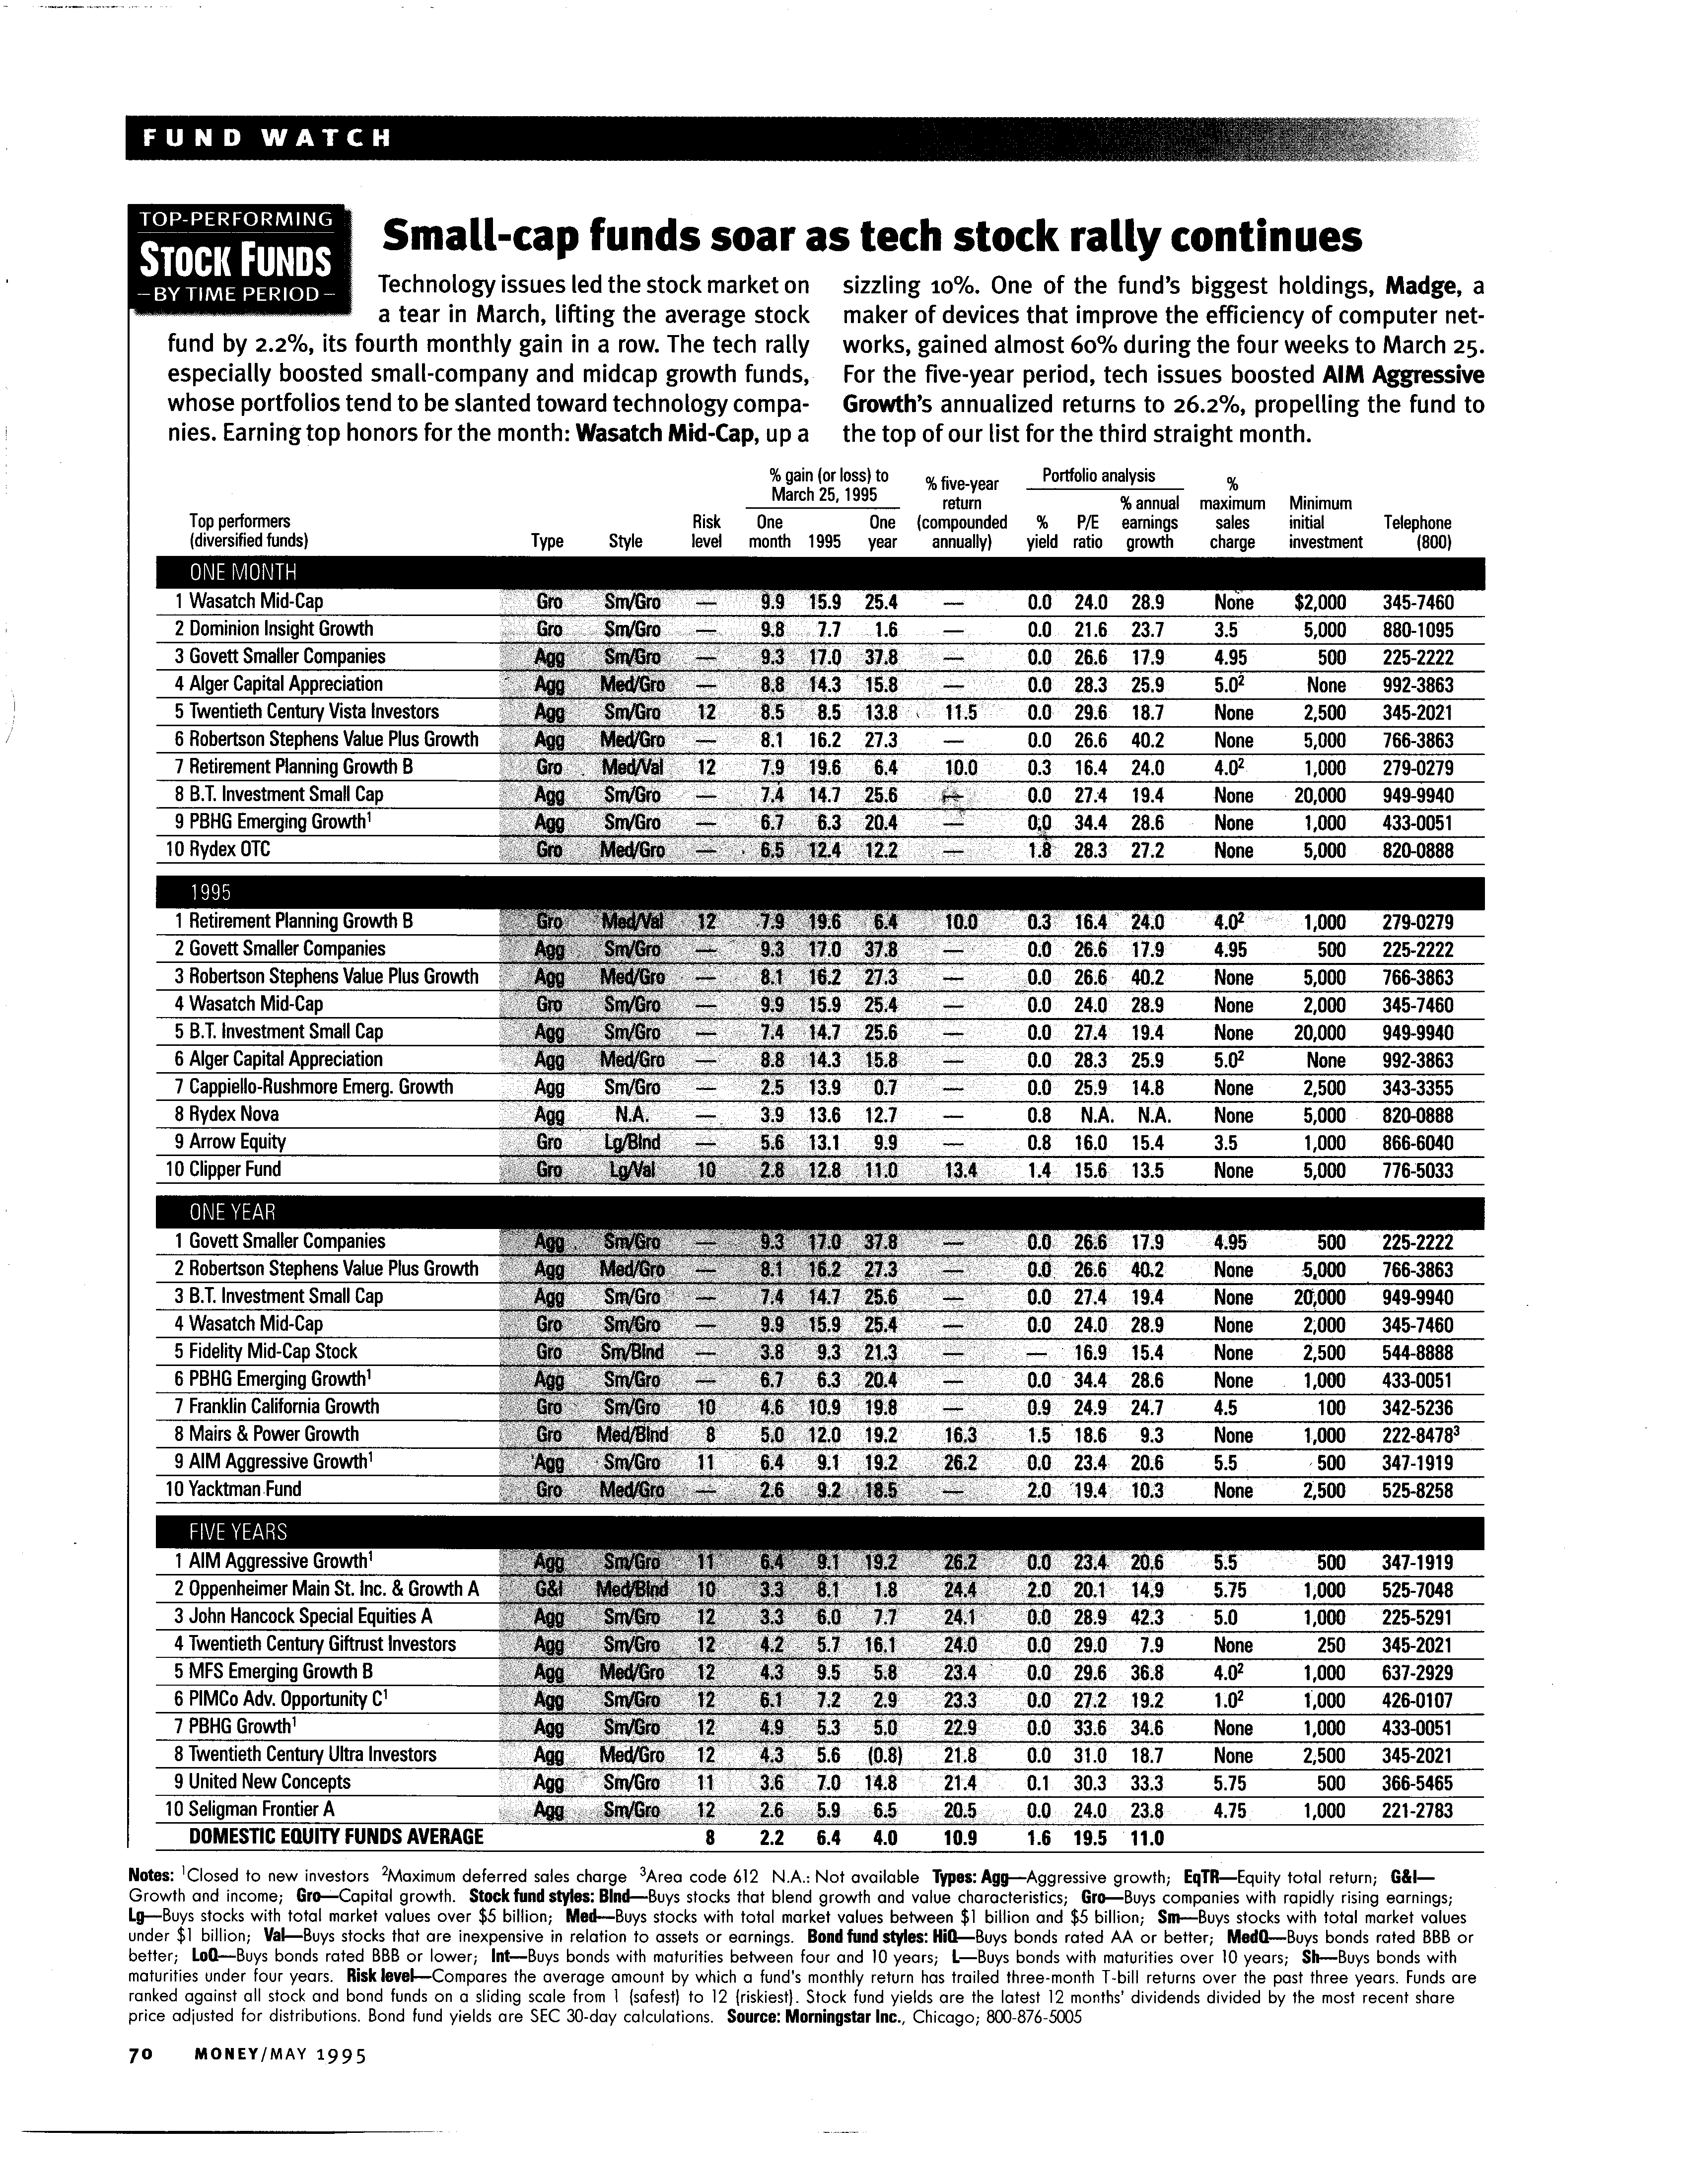 FUND WATCH
TOP-PERFORMING
STOCK FUNDS
–BY TIME PERIOD–
Small-cap funds soar as tech stock rally continues
Technology issues led the stock market on
a tear in March, lifting the average stock
fund by 2.2%, its fourth monthly gain in a row. The tech rally
especially boosted small-company and midcap growth funds,
whose portfolios tend to be slanted toward technology compa-
nies. Earning top honors for the month: Wasatch Mid-Cap, up a
sizzling 10%. One of the fund's biggest holdings, Madge, a
maker of devices that improve the efficiency of computer net-
works, gained almost 60% during the four weeks to March 25.
For the five-year period, tech issues boosted AIM Aggressive
Growth's annualized returns to 26.2%, propelling the fund to
the top of our list for the third straight month.
% gain (or loss) to March 25, 1995 % five-year return (compounded annually) Portfolio analysis % maximum sales charge Minimum initial investment
Top performers (diversified funds) Type Style Risk level One month 1995 One year % yield P/E ratio % annual earnings growth Telephone (800)
ONE MONTH
1 Wasatch Mid-Cap Gro Sm/Gro — 9.9 15.9 25.4 — 0.0 24.0 28.9 None $2,000 345-7460
2 Dominion Insight Growth Gro Sm/Gro — 9.8 7.7 1.6 — 0.0 21.6 23.7 3.5 5,000 880-1095
3 Govett Smaller Companies Agg Sm/Gro — 9.3 17.0 37.8 — 0.0 26.6 17.9 4.95 500 225-2222
4 Alger Capital Appreciation Agg Med/Gro — 8.8 14.3 15.8 — 0.0 28.3 25.9 5.0² None 992-3863
5 Twentieth Century Vista Investors Agg Sm/Gro 12 8.5 8.5 13.8 11.5 0.0 29.6 18.7 None 2,500 345-2021
6 Robertson Stephens Value Plus Growth Agg Med/Gro — 8.1 16.2 27.3 — 0.0 26.6 40.2 None 5,000 766-3863
7 Retirement Planning Growth B Gro Med/Val 12 7.9 19.6 6.4 10.0 0.3 16.4 24.0 4.0² 1,000 279-0279
8 B.T. Investment Small Cap Agg Sm/Gro — 7.4 14.7 25.6 — 0.0 27.4 19.4 None 20,000 949-9940
9 PBHG Emerging Growth¹ Agg Sm/Gro — 6.7 6.3 20.4 — 0.0 34.4 28.6 None 1,000 433-0051
10 Rydex OTC Gro Med/Gro — 6.5 12.4 12.2 — 1.8 28.3 27.2 None 5,000 820-0888
1995
1 Retirement Planning Growth B Gro Med/Val 12 7.9 19.6 6.4 10.0 0.3 16.4 24.0 4.0² 1,000 279-0279
2 Govett Smaller Companies Agg Sm/Gro — 9.3 17.0 37.8 — 0.0 26.6 17.9 4.95 500 225-2222
3 Robertson Stephens Value Plus Growth Agg Med/Gro — 8.1 16.2 27.3 — 0.0 26.6 40.2 None 5,000 766-3863
4 Wasatch Mid-Cap Gro Sm/Gro — 9.9 15.9 25.4 — 0.0 24.0 28.9 None 2,000 345-7460
5 B.T. Investment Small Cap Agg Sm/Gro — 7.4 14.7 25.6 — 0.0 27.4 19.4 None 20,000 949-9940
6 Alger Capital Appreciation Agg Med/Gro — 8.8 14.3 15.8 — 0.0 28.3 25.9 5.0² None 992-3863
7 Cappiello-Rushmore Emerg. Growth Agg Sm/Gro — 2.5 13.9 0.7 — 0.0 25.9 14.8 None 2,500 343-3355
8 Rydex Nova Agg N.A. — 3.9 13.6 12.7 — 0.8 N.A. N.A. None 5,000 820-0888
9 Arrow Equity Gro Lg/Blnd — 5.6 13.1 9.9 — 0.8 16.0 15.4 3.5 1,000 866-6040
10 Clipper Fund Gro Lg/Val 10 2.8 12.8 11.0 13.4 1.4 15.6 13.5 None 5,000 776-5033
ONE YEAR
1 Govett Smaller Companies Agg Sm/Gro — 9.3 17.0 37.8 — 0.0 26.6 17.9 4.95 500 225-2222
2 Robertson Stephens Value Plus Growth Agg Med/Gro — 8.1 16.2 27.3 — 0.0 26.6 40.2 None 5,000 766-3863
3 B.T. Investment Small Cap Agg Sm/Gro — 7.4 14.7 25.6 — 0.0 27.4 19.4 None 20,000 949-9940
4 Wasatch Mid-Cap Gro Sm/Gro — 9.9 15.9 25.4 — 0.0 24.0 28.9 None 2,000 345-7460
5 Fidelity Mid-Cap Stock Gro Sm/Blnd — 3.8 9.3 21.3 — — 16.9 15.4 None 2,500 544-8888
6 PBHG Emerging Growth¹ Agg Sm/Gro — 6.7 6.3 20.4 — 0.0 34.4 28.6 None 1,000 433-0051
7 Franklin California Growth Gro Sm/Gro 10 4.6 10.9 19.8 — 0.9 24.9 24.7 4.5 100 342-5236
8 Mairs & Power Growth Gro Med/Blnd 8 5.0 12.0 19.2 16.3 1.5 18.6 9.3 None 1,000 222-8478³
9 AIM Aggressive Growth¹ Agg Sm/Gro 11 6.4 9.1 19.2 26.2 0.0 23.4 20.6 5.5 500 347-1919
10 Yacktman Fund Gro Med/Gro — 2.6 9.2 18.5 — 2.0 19.4 10.3 None 2,500 525-8258
FIVE YEARS
1 AIM Aggressive Growth¹ Agg Sm/Gro 11 6.4 9.1 19.2 26.2 0.0 23.4 20.6 5.5 500 347-1919
2 Oppenheimer Main St. Inc. & Growth A G&I Med/Blnd 10 3.3 8.1 1.8 24.4 2.0 20.1 14.9 5.75 1,000 525-7048
3 John Hancock Special Equities A Agg Sm/Gro 12 3.3 6.0 7.7 24.1 0.0 28.9 42.3 5.0 1,000 225-5291
4 Twentieth Century Giftrust Investors Agg Sm/Gro 12 4.2 5.7 16.1 24.0 0.0 29.0 7.9 None 250 345-2021
5 MFS Emerging Growth B Agg Med/Gro 12 4.3 9.5 5.8 23.4 0.0 29.6 36.8 4.0² 1,000 637-2929
6 PIMCo Adv. Opportunity C¹ Agg Sm/Gro 12 6.1 7.2 2.9 23.3 0.0 27.2 19.2 1.0² 1,000 426-0107
7 PBHG Growth¹ Agg Sm/Gro 12 4.9 5.3 5.0 22.9 0.0 33.6 34.6 None 1,000 433-0051
8 Twentieth Century Ultra Investors Agg Med/Gro 12 4.3 5.6 (0.8) 21.8 0.0 31.0 18.7 None 2,500 345-2021
9 United New Concepts Agg Sm/Gro 11 3.6 7.0 14.8 21.4 0.1 30.3 33.3 5.75 500 366-5465
10 Seligman Frontier A Agg Sm/Gro 12 2.6 5.9 6.5 20.5 0.0 24.0 23.8 4.75 1,000 221-2783
DOMESTIC EQUITY FUNDS AVERAGE 8 2.2 6.4 4.0 10.9 1.6 19.5 11.0
Notes: ¹Closed to new investors ²Maximum deferred sales charge ³Area code 612 N.A.: Not available Types: Agg—Aggressive growth; EqTR—Equity total return; G&I—
Growth and income; Gro—Capital growth. Stock fund styles: Blnd—Buys stocks that blend growth and value characteristics; Gro—Buys companies with rapidly rising earnings;
Lg—Buys stocks with total market values over $5 billion; Med—Buys stocks with total market values between $1 billion and $5 billion; Sm—Buys stocks with total market values
under $1 billion; Val—Buys stocks that are inexpensive in relation to assets or earnings. Bond fund styles: HiQ—Buys bonds rated AA or better; MedQ—Buys bonds rated BBB or
better; LoQ—Buys bonds rated BBB or lower; Int—Buys bonds with maturities between four and 10 years; L—Buys bonds with maturities over 10 years; Sh—Buys bonds with
maturities under four years. Risk level—Compares the average amount by which a fund's monthly return has trailed three-month T-bill returns over the past three years. Funds are
ranked against all stock and bond funds on a sliding scale from 1 (safest) to 12 (riskiest). Stock fund yields are the latest 12 months' dividends divided by the most recent share
price adjusted for distributions. Bond fund yields are SEC 30-day calculations. Source: Morningstar Inc., Chicago; 800-876-5005
70 MONEY/MAY 1995